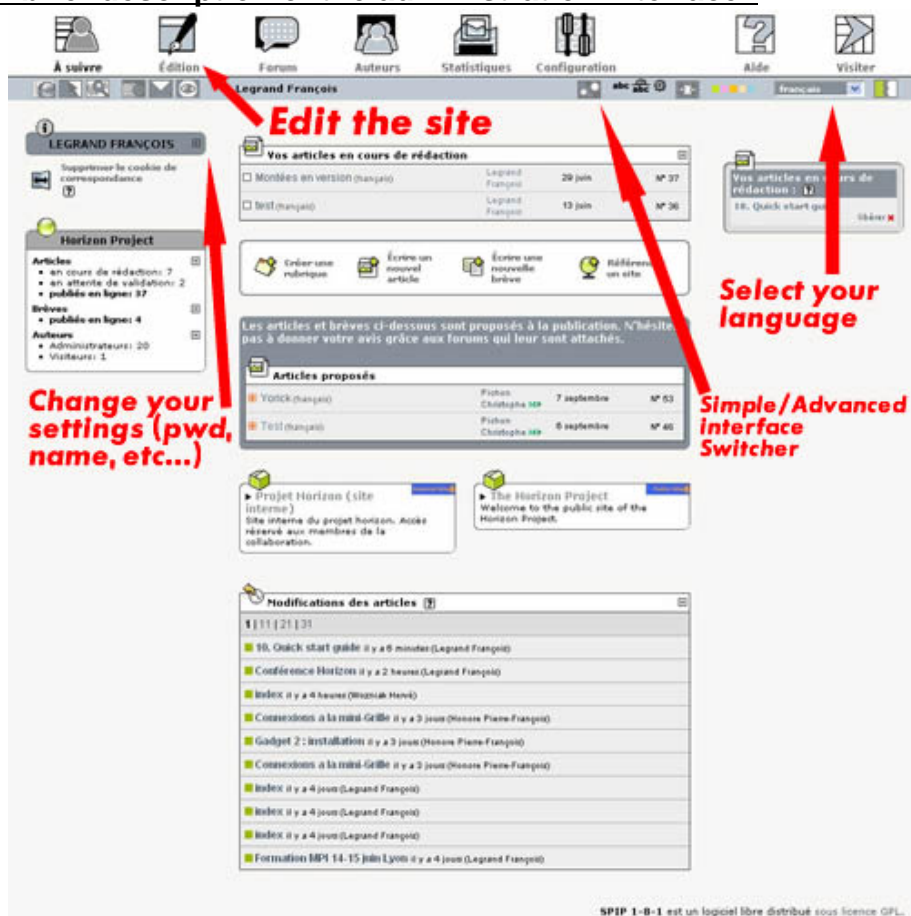 À suivre Édition Forum Auteurs Statistiques Configuration Aide Visiter
Legrand François
français
Edit the site
LEGRAND FRANÇOIS
Supprimer le cookie de
correspondance
Vos articles en cours de rédaction
Montées en version (français) Legrand François 29 juin N° 37
test (français) Legrand François 13 juin N° 36
Vos articles en cours de
rédaction :
10. Quick start
libérer
Horizon Project
Articles
• en cours de rédaction: 7
• en attente de validation: 2
• publiés en ligne: 37
Brèves
• publiés en ligne: 4
Auteurs
• Administrateurs: 20
• Visiteurs: 1
Créer une
rubrique
Écrire un
nouvel
article
Écrire une
nouvelle
brève
un site
Select your
language
Les articles et brèves ci-dessous sont proposés à la publication. N'hésite
pas à donner votre avis grâce aux forums qui leur sont attachés.
Articles proposés
Yorick (français) Pichon Christophe 7 septembre N° 53
Test (français) Pichon Christophe 6 septembre N° 46
Change your
settings (pwd,
name, etc...)
Simple/Advanced
interface
Switcher
Projet Horizon (site
interne)
Site interne du projet horizon. Accès
réservé aux membres de la
collaboration.
The Horizon Project
Welcome to the public site of the
Horizon Project.
Modifications des articles
1 | 11 | 21 | 31
10. Quick start guide il y a 6 minutes (Legrand François)
Conférence Horizon il y a 2 heures (Legrand François)
index il y a 4 heures (Wozniak Hervé)
Connexions a la mini-Grille il y a 3 jours (Honore Pierre-François)
Gadget 2 : installation il y a 3 jours (Honore Pierre-François)
Connexions a la mini-Grille il y a 3 jours (Honore Pierre-François)
index il y a 4 jours (Legrand François)
index il y a 4 jours (Legrand François)
index il y a 4 jours (Legrand François)
Formation MPI 14-15 juin Lyon il y a 4 jours (Legrand François)
SPIP 1-8-1 est un logiciel libre distribué sous licence GPL.